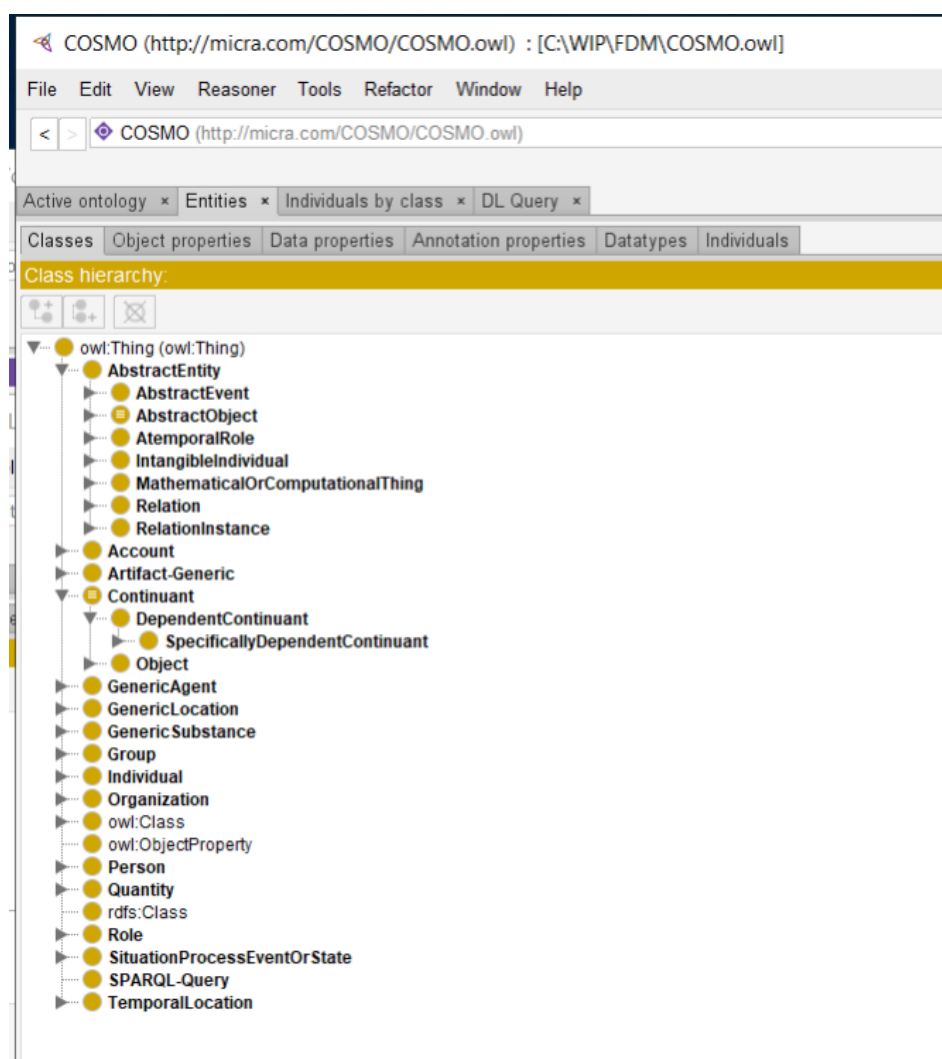 COSMO (http://micra.com/COSMO/COSMO.owl) : [C:\WIP\FDM\COSMO.owl]
File Edit View Reasoner Tools Refactor Window Help
< > COSMO (http://micra.com/COSMO/COSMO.owl)
Active ontology × Entities × Individuals by class × DL Query ×
Classes Object properties Data properties Annotation properties Datatypes Individuals
Class hierarchy:
owl:Thing (owl:Thing)
AbstractEntity
AbstractEvent
AbstractObject
AtemporalRole
IntangibleIndividual
MathematicalOrComputationalThing
Relation
RelationInstance
Account
Artifact-Generic
Continuant
DependentContinuant
SpecificallyDependentContinuant
Object
GenericAgent
GenericLocation
GenericSubstance
Group
Individual
Organization
owl:Class
owl:ObjectProperty
Person
Quantity
rdfs:Class
Role
SituationProcessEventOrState
SPARQL-Query
TemporalLocation